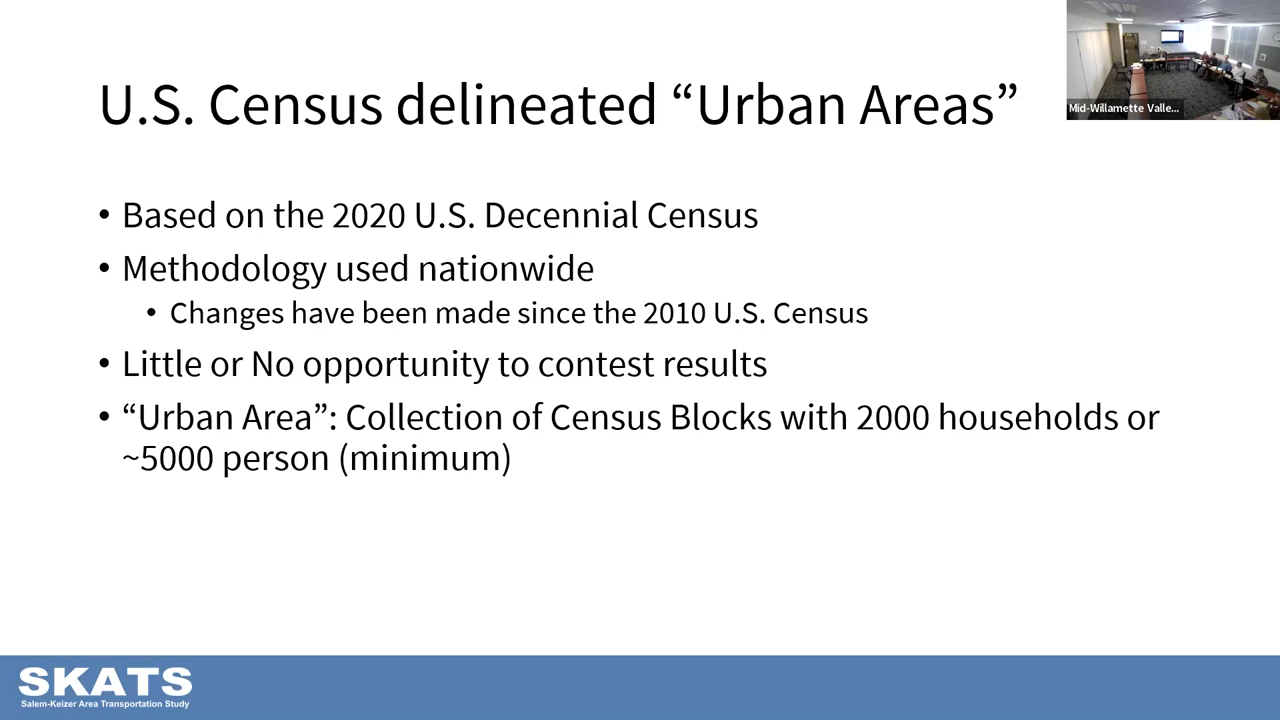 U.S. Census delineated “Urban Areas”
Mid-Willamette Valle...
• Based on the 2020 U.S. Decennial Census
• Methodology used nationwide
• Changes have been made since the 2010 U.S. Census
• Little or No opportunity to contest results
• “Urban Area”: Collection of Census Blocks with 2000 households or
~5000 person (minimum)
SKATS
Salem-Keizer Area Transportation Study